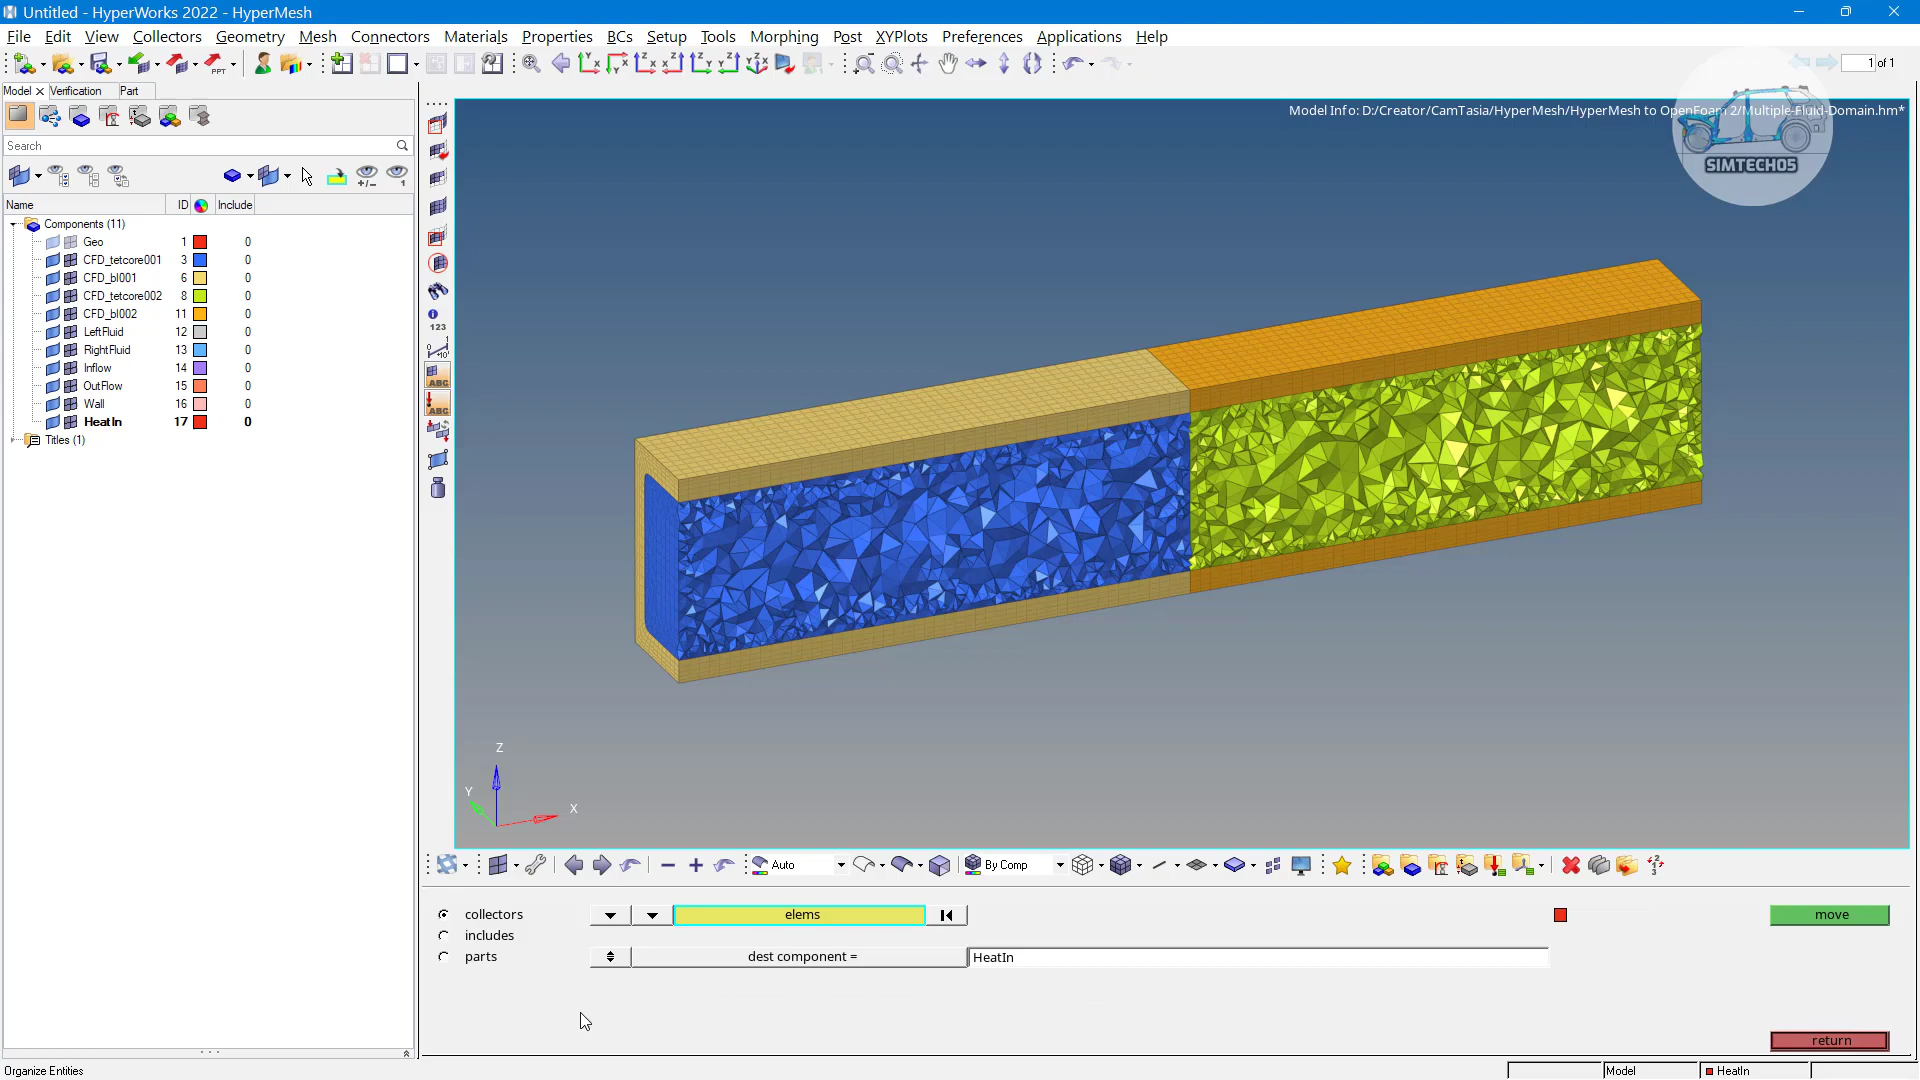 Untitled - HyperWorks 2022 - HyperMesh
File Edit View Collectors Geometry Mesh Connectors Materials Properties BCs Setup Tools Morphing Post XYPlots Preferences Applications Help
1 of 1
Model Verification Part
Model Info: D:/Creator/CamTasia/HyperMesh/HyperMesh to OpenFoam 2/Multiple-Fluid-Domain.hm*
SIMTECH05
Search
Name ID Include
Components (11)
Geo 1 0
CFD_tetcore001 3 0
CFD_bl001 6 0
CFD_tetcore002 8 0
CFD_bl002 11 0
LeftFluid 12 0
RightFluid 13 0
Inflow 14 0
OutFlow 15 0
Wall 16 0
HeatIn 17 0
Titles (1)
123
ABC
ABC
Z
Y
X
Auto By Comp
collectors elems move
includes
parts dest component = HeatIn
return
Organize Entities Model HeatIn